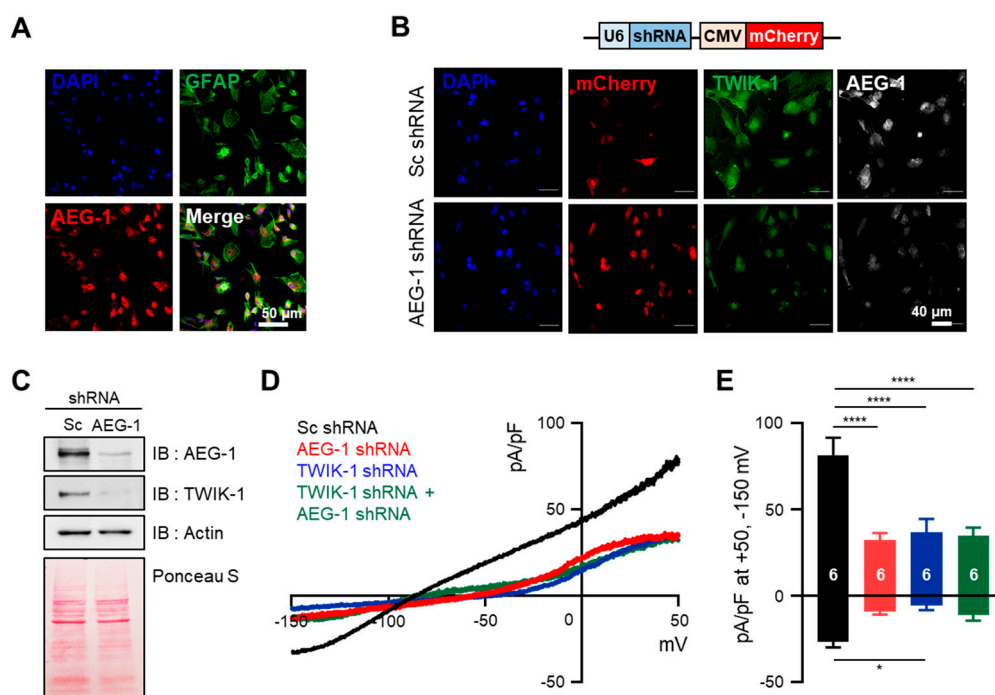 A
DAPI
GFAP
AEG-1
Merge
50 µm
B
U6
shRNA
CMV
mCherry
DAPI
mCherry
TWIK-1
AEG-1
Sc shRNA
AEG-1 shRNA
40 µm
C
shRNA
Sc AEG-1
IB : AEG-1
IB : TWIK-1
IB : Actin
Ponceau S
D
Sc shRNA
AEG-1 shRNA
TWIK-1 shRNA
TWIK-1 shRNA +
AEG-1 shRNA
pA/pF
100
50
-150
-100
-50
0
50
mV
-50
E
****
****
****
pA/pF at +50, -150 mV
100
50
0
50
6
6
6
6
*